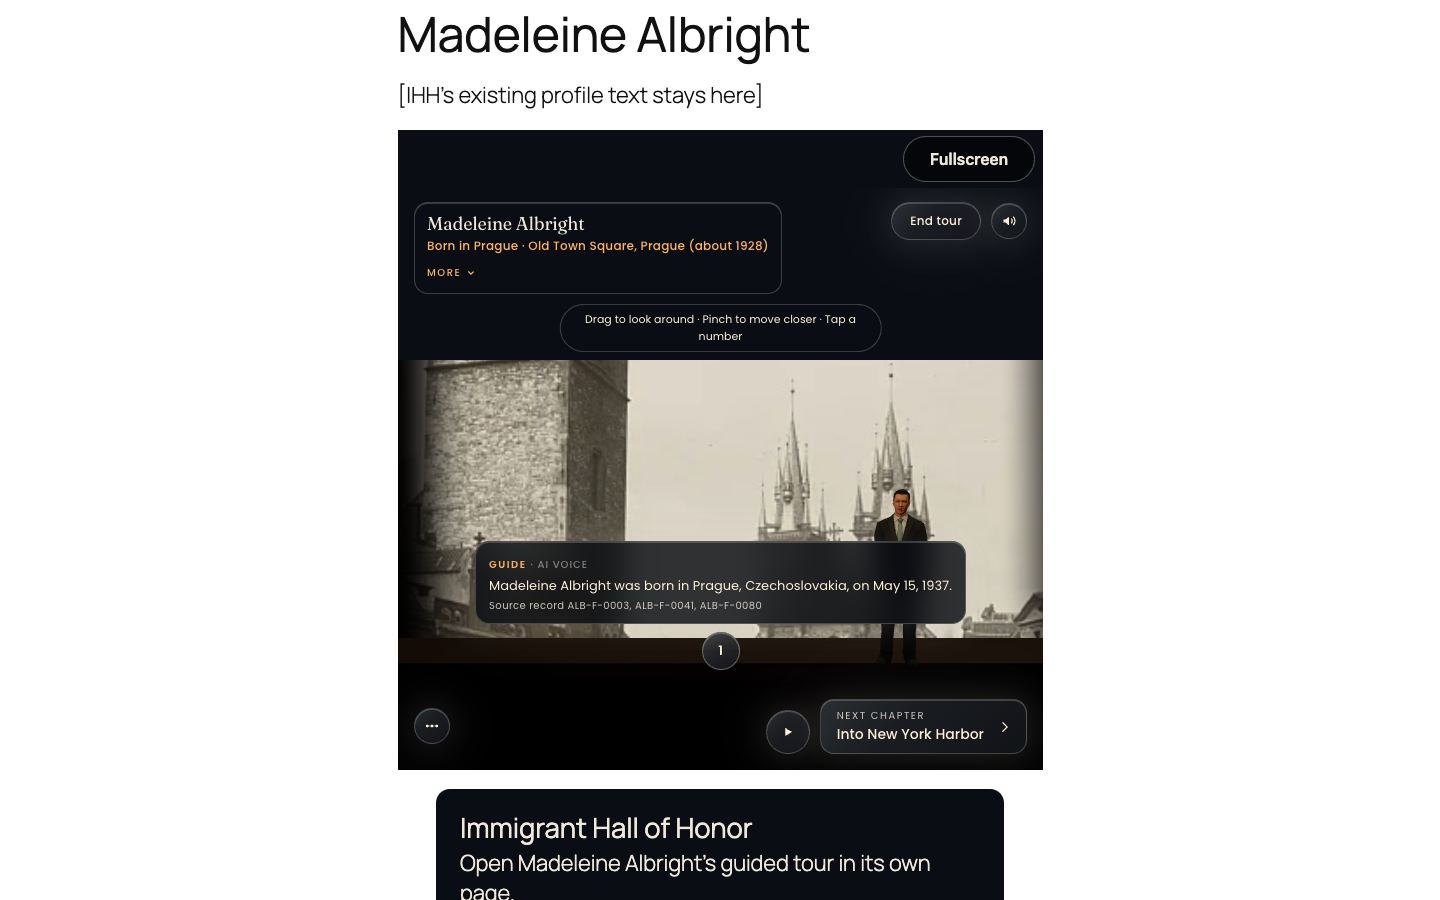 Madeleine Albright
[IHH's existing profile text stays here]
Fullscreen
Madeleine Albright
Born in Prague · Old Town Square, Prague (about 1928)
MORE
End tour
Drag to look around · Pinch to move closer · Tap a
number
GUIDE · AI VOICE
Madeleine Albright was born in Prague, Czechoslovakia, on May 15, 1937.
Source record ALB-F-0003, ALB-F-0041, ALB-F-0080
1
NEXT CHAPTER
Into New York Harbor
Immigrant Hall of Honor
Open Madeleine Albright's guided tour in its own
page.